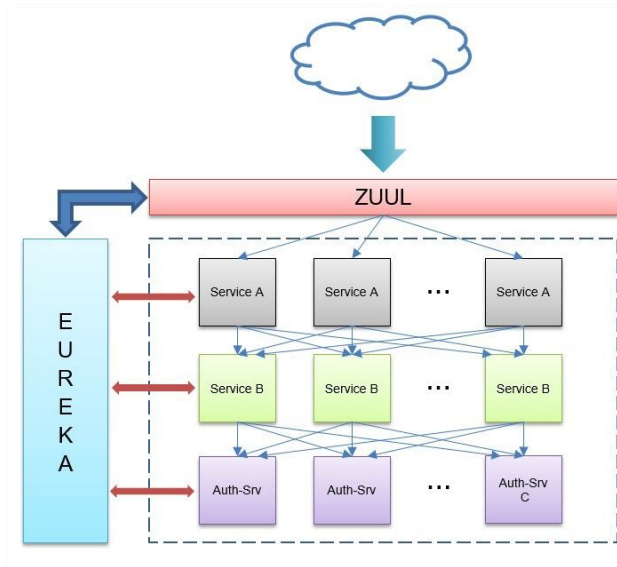 ZUUL
E
U
R
E
K
A
Service A
Service A
...
Service A
Service B
Service B
...
Service B
Auth-Srv
Auth-Srv
...
Auth-Srv
C